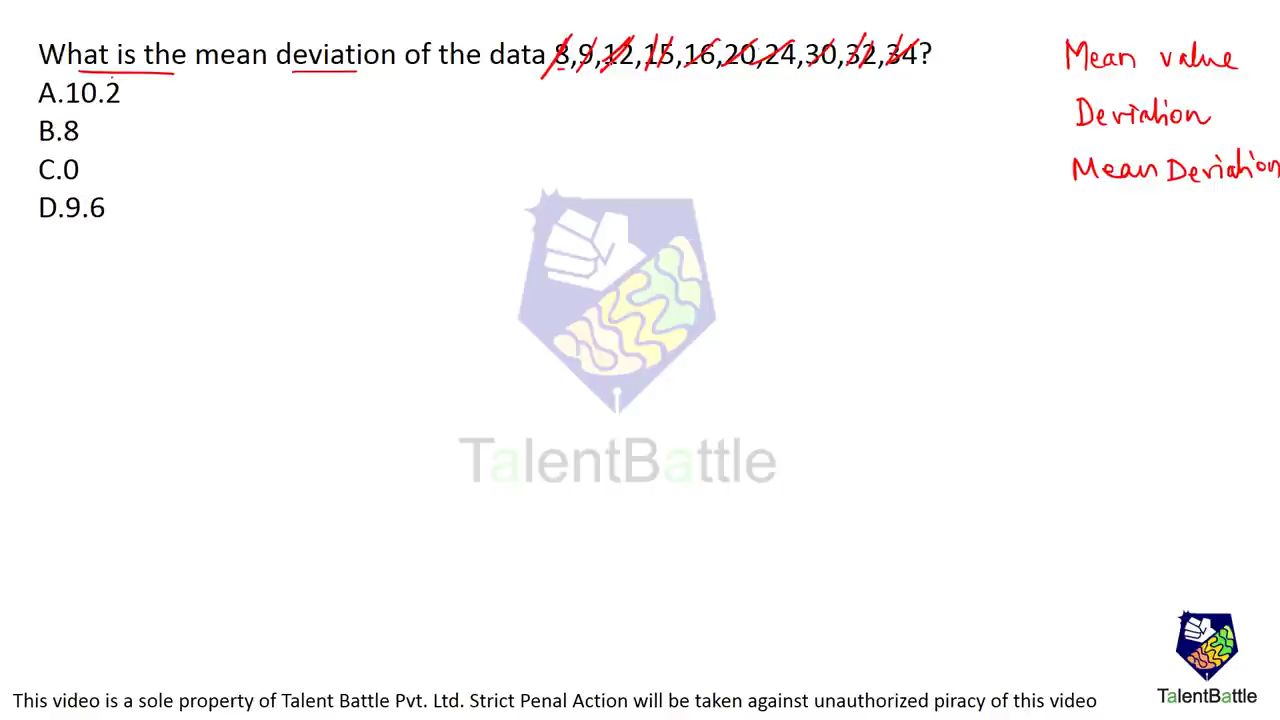 What is the mean deviation of the data 8,9,12,15,16,20,24,30,32,34?
Mean value
A.10.2
Deviation
B.8
C.0
Mean Deviation
D.9.6
TalentBattle
TalentBattle
This video is a sole property of Talent Battle Pvt. Ltd. Strict Penal Action will be taken against unauthorized piracy of this video